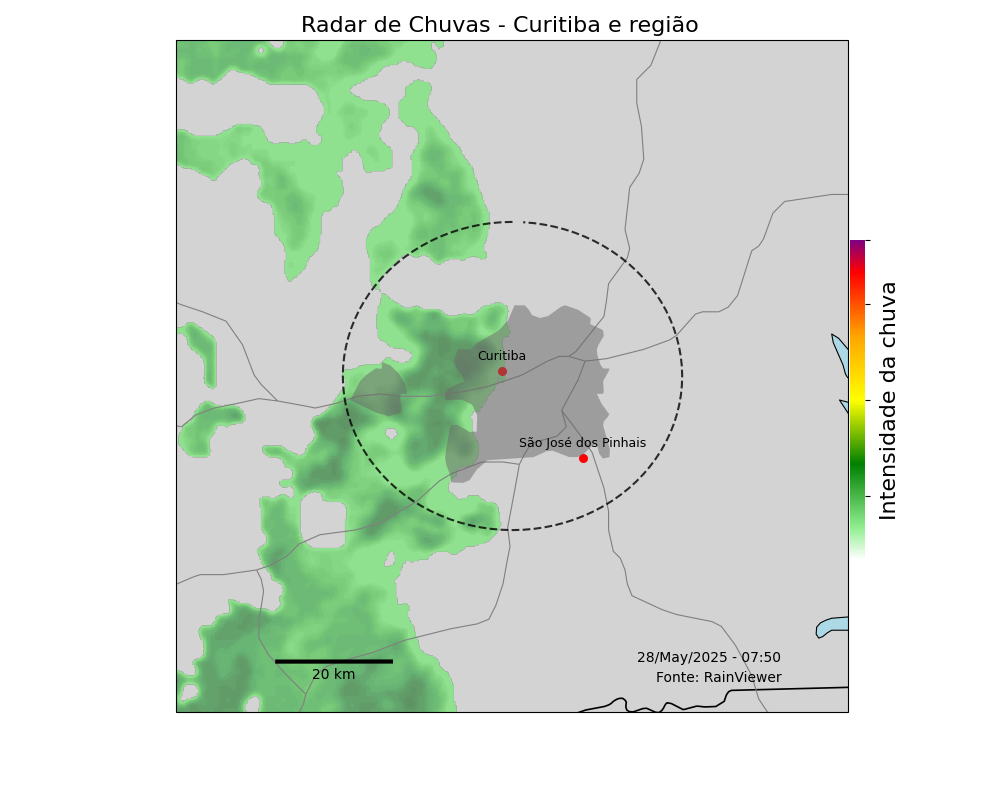 Radar de Chuvas - Curitiba e região
Curitiba
São José dos Pinhais
Intensidade da chuva
20 km
28/May/2025 - 07:50
Fonte: RainViewer